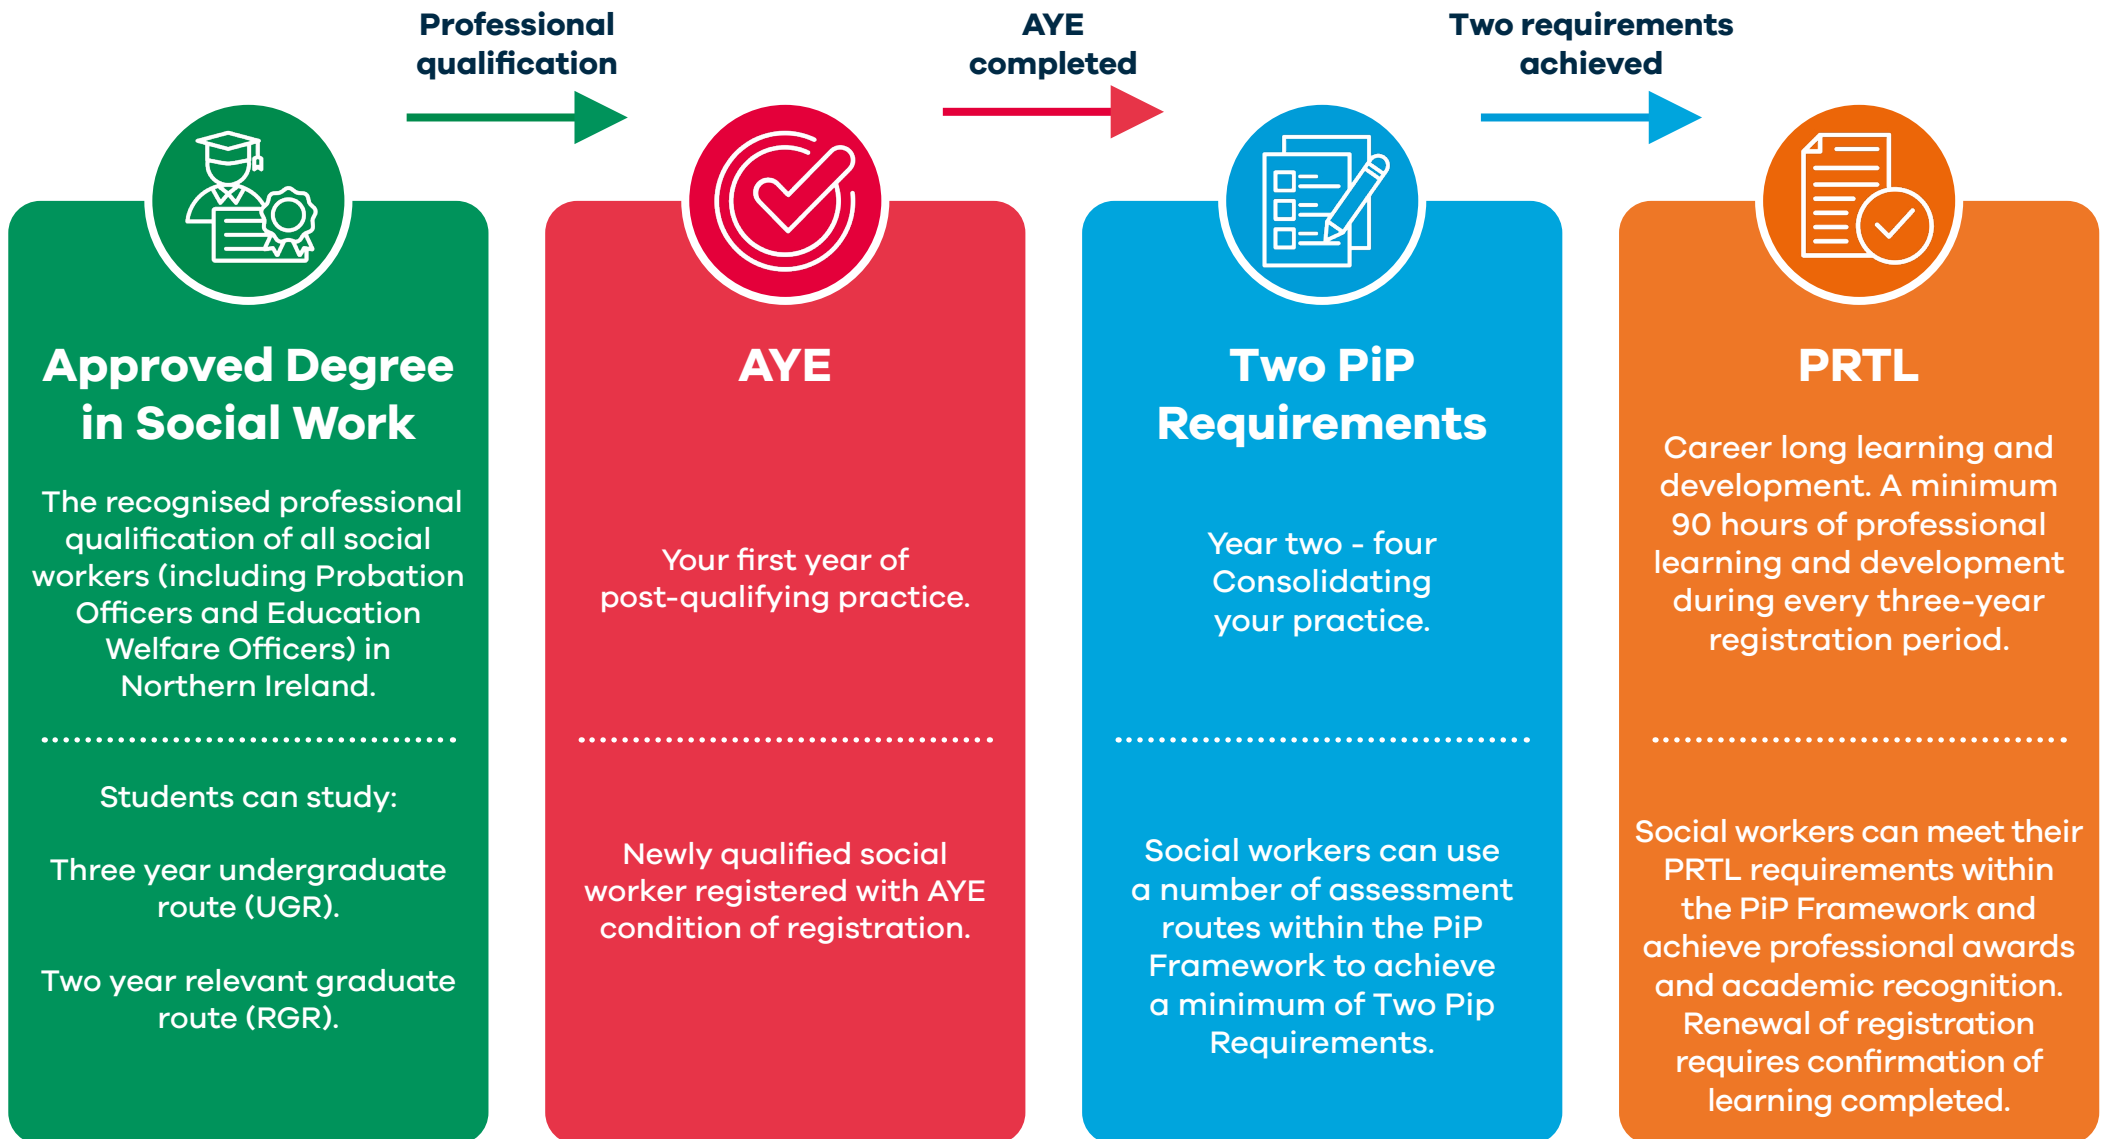 Professional
qualification
AYE
completed
Two requirements
achieved
Approved Degree
in Social Work
The recognised professional
qualification of all social
workers (including Probation
Officers and Education
Welfare Officers) in
Northern Ireland.
Students can study:
Three year undergraduate
route (UGR).
Two year relevant graduate
route (RGR).
AYE
Your first year of
post-qualifying practice.
Newly qualified social
worker registered with AYE
condition of registration.
Two PiP
Requirements
Year two - four
Consolidating
your practice.
Social workers can use
a number of assessment
routes within the PiP
Framework to achieve
a minimum of Two Pip
Requirements.
PRTL
Career long learning and
development. A minimum
90 hours of professional
learning and development
during every three-year
registration period.
Social workers can meet their
PRTL requirements within
the PiP Framework and
achieve professional awards
and academic recognition.
Renewal of registration
requires confirmation of
learning completed.